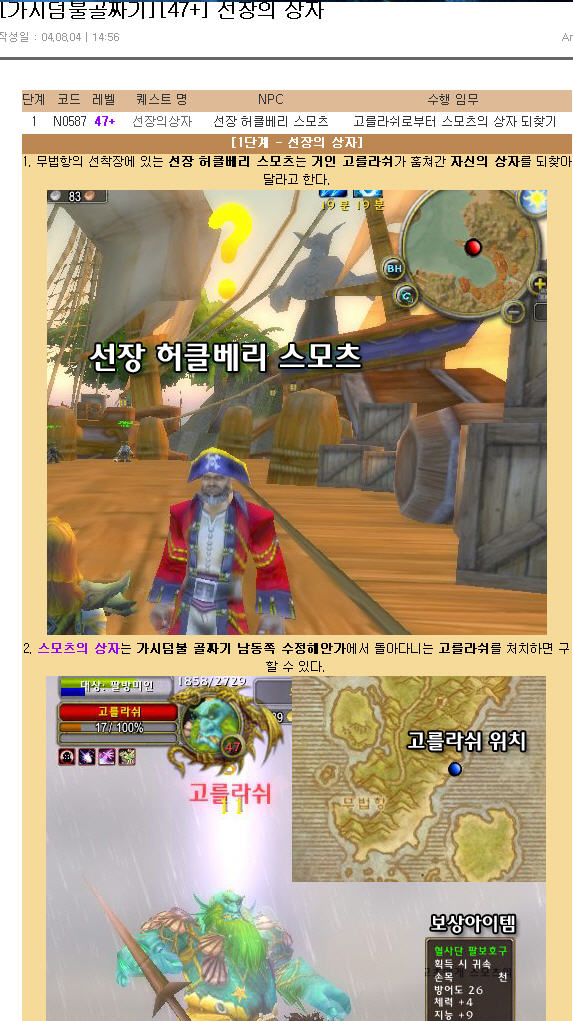 [가시덤불골짜기][47+] 선장의 상자
작성일 : 04.08.04 | 14:56
단계 코드 레벨 퀘스트 명 NPC 수행 임무
1 N0587 47+ 선장의상자 선장 허클베리 스모츠 고를라쉬로부터 스모츠의 상자 되찾기
[1단계 - 선장의 상자]
1. 무법항의 선착장에 있는 선장 허클베리 스모츠는 거인 고를라쉬가 훔쳐간 자신의 상자를 되찾아
달라고 한다.
83
19 분 19 분
BH
G
선장 허클베리 스모츠
2. 스모츠의 상자는 가시덤불 골짜기 남동쪽 수정해안가에서 돌아다니는 고를라쉬를 처치하면 구
할 수 있다.
대상: 팔방미인 1858/2729
고를라쉬
17/100%
47
고를라쉬
고를라쉬 위치
무법항
보상아이템
혈사단 팔보호구
획득 시 귀속
손목 천
방어도 26
체력 +4
지능 +9